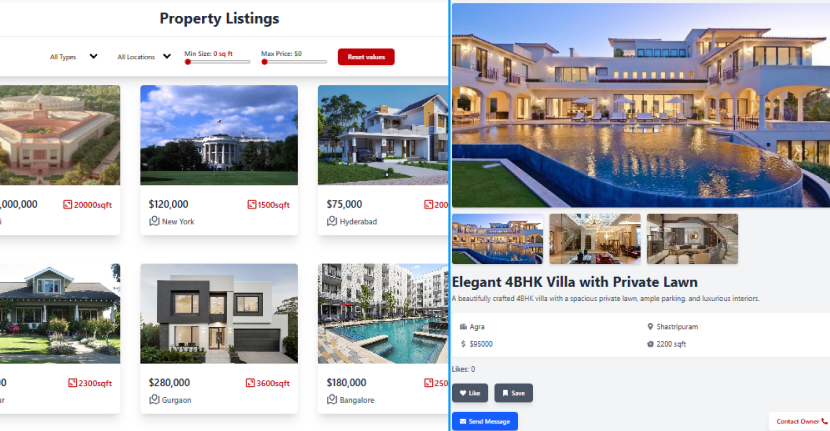 Property Listings
All Types
All Locations
Min Size: 0 sq ft
Max Price: $0
Reset values
,000,000
20000sqft
i
$120,000
1500sqft
New York
$75,000
200
Hyderabad
00
2300sqft
ur
$280,000
3600sqft
Gurgaon
$180,000
250
Bangalore
Elegant 4BHK Villa with Private Lawn
A beautifully crafted 4BHK villa with a spacious private lawn, ample parking, and luxurious interiors.
Agra
Shastripuram
$ $95000
2200 sqft
Likes: 0
Like
Save
Send Message
Contact Owner